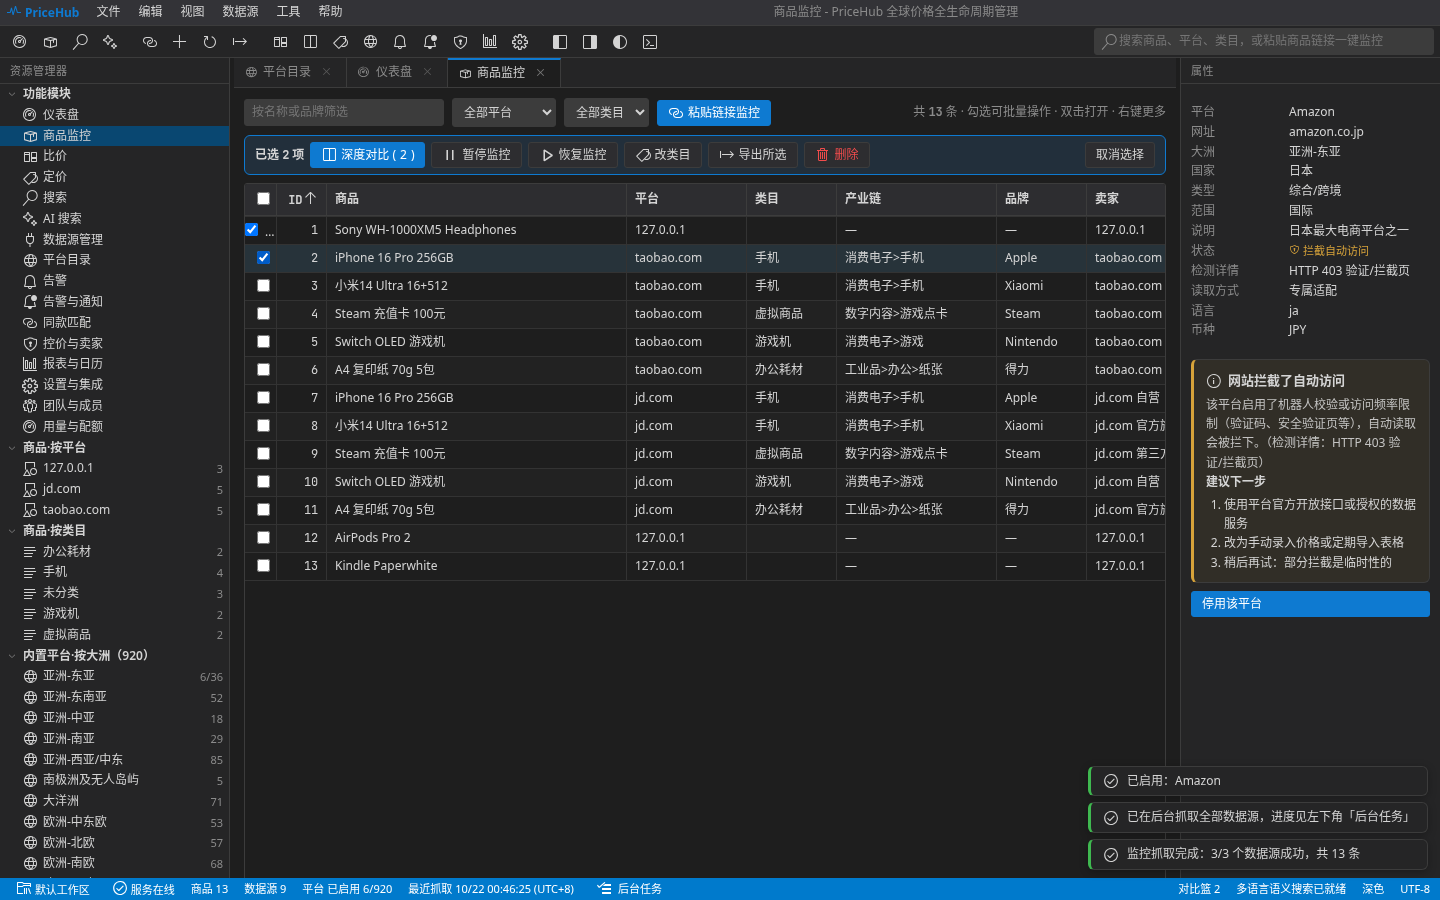 PriceHub 文件 编辑 视图 数据源 工具 帮助 商品监控 - PriceHub 全球价格全生命周期管理
搜索商品、平台、类目，或粘贴商品链接一键监控
资源管理器
功能模块
仪表盘
商品监控
比价
定价
搜索
AI 搜索
数据源管理
平台目录
告警
告警与通知
同款匹配
控价与卖家
报表与日历
设置与集成
团队与成员
用量与配额
商品·按平台
127.0.0.1 3
jd.com 5
taobao.com 5
商品·按类目
办公耗材 2
手机 4
未分类 3
游戏机 2
虚拟商品 2
内置平台·按大洲（920）
亚洲-东亚 6/36
亚洲-东南亚 52
亚洲-中亚 18
亚洲-南亚 29
亚洲-西亚/中东 85
南极洲及无人岛屿 5
大洋洲 71
欧洲-中东欧 53
欧洲-北欧 57
欧洲-南欧 68
平台目录 仪表盘 商品监控
按名称或品牌筛选 全部平台 全部类目 粘贴链接监控 共 13 条 · 勾选可批量操作 · 双击打开 · 右键更多
已选 2 项 深度对比 ( 2 ) 暂停监控 恢复监控 改类目 导出所选 删除 取消选择
ID 商品 平台 类目 产业链 品牌 卖家
... 1 Sony WH-1000XM5 Headphones 127.0.0.1 — — 127.0.0.1
2 iPhone 16 Pro 256GB taobao.com 手机 消费电子>手机 Apple taobao.com
3 小米14 Ultra 16+512 taobao.com 手机 消费电子>手机 Xiaomi taobao.com
4 Steam 充值卡 100元 taobao.com 虚拟商品 数字内容>游戏点卡 Steam taobao.com
5 Switch OLED 游戏机 taobao.com 游戏机 消费电子>游戏 Nintendo taobao.com
6 A4 复印纸 70g 5包 taobao.com 办公耗材 工业品>办公>纸张 得力 taobao.com
7 iPhone 16 Pro 256GB jd.com 手机 消费电子>手机 Apple jd.com 自营
8 小米14 Ultra 16+512 jd.com 手机 消费电子>手机 Xiaomi jd.com 官方
9 Steam 充值卡 100元 jd.com 虚拟商品 数字内容>游戏点卡 Steam jd.com 第三
10 Switch OLED 游戏机 jd.com 游戏机 消费电子>游戏 Nintendo jd.com 自营
11 A4 复印纸 70g 5包 jd.com 办公耗材 工业品>办公>纸张 得力 jd.com 官方
12 AirPods Pro 2 127.0.0.1 — — 127.0.0.1
13 Kindle Paperwhite 127.0.0.1 — — 127.0.0.1
属性
平台 Amazon
网址 amazon.co.jp
大洲 亚洲-东亚
国家 日本
类型 综合/跨境
范围 国际
说明 日本最大电商平台之一
状态 拦截自动访问
检测详情 HTTP 403 验证/拦截页
读取方式 专属适配
语言 ja
币种 JPY
网站拦截了自动访问
该平台启用了机器人校验或访问频率限
制（验证码、安全验证页等），自动读取
会被拦下。（检测详情：HTTP 403 验
证/拦截页）
建议下一步
1. 使用平台官方开放接口或授权的数据
服务
2. 改为手动录入价格或定期导入表格
3. 稍后再试：部分拦截是临时性的
停用该平台
已启用：Amazon
已在后台抓取全部数据源，进度见左下角「后台任务」
监控抓取完成：3/3 个数据源成功，共 13 条
默认工作区 服务在线 商品 13 数据源 9 平台 已启用 6/920 最近抓取 10/22 00:46:25 (UTC+8) 后台任务 对比篮 2 多语言语义搜索已就绪 深色 UTF-8